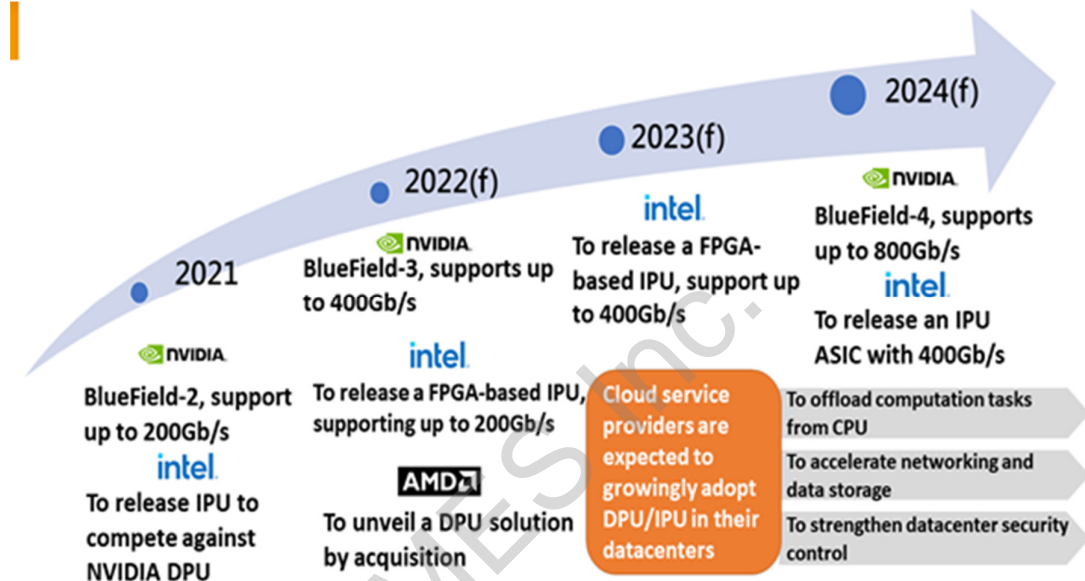 2021
NVIDIA
BlueField-2, support
up to 200Gb/s
intel.
To release IPU to
compete against
NVIDIA DPU
2022(f)
NVIDIA
BlueField-3, supports up
to 400Gb/s
intel.
To release a FPGA-based IPU,
supporting up to 200Gb/s
AMD
To unveil a DPU solution
by acquisition
2023(f)
intel.
To release a FPGA-
based IPU, support up
to 400Gb/s
2024(f)
NVIDIA
BlueField-4, supports
up to 800Gb/s
intel.
To release an IPU
ASIC with 400Gb/s
Cloud service
providers are
expected to
growingly adopt
DPU/IPU in their
datacenters
To offload computation tasks
from CPU
To accelerate networking and
data storage
To strengthen datacenter security
control
MES Inc.